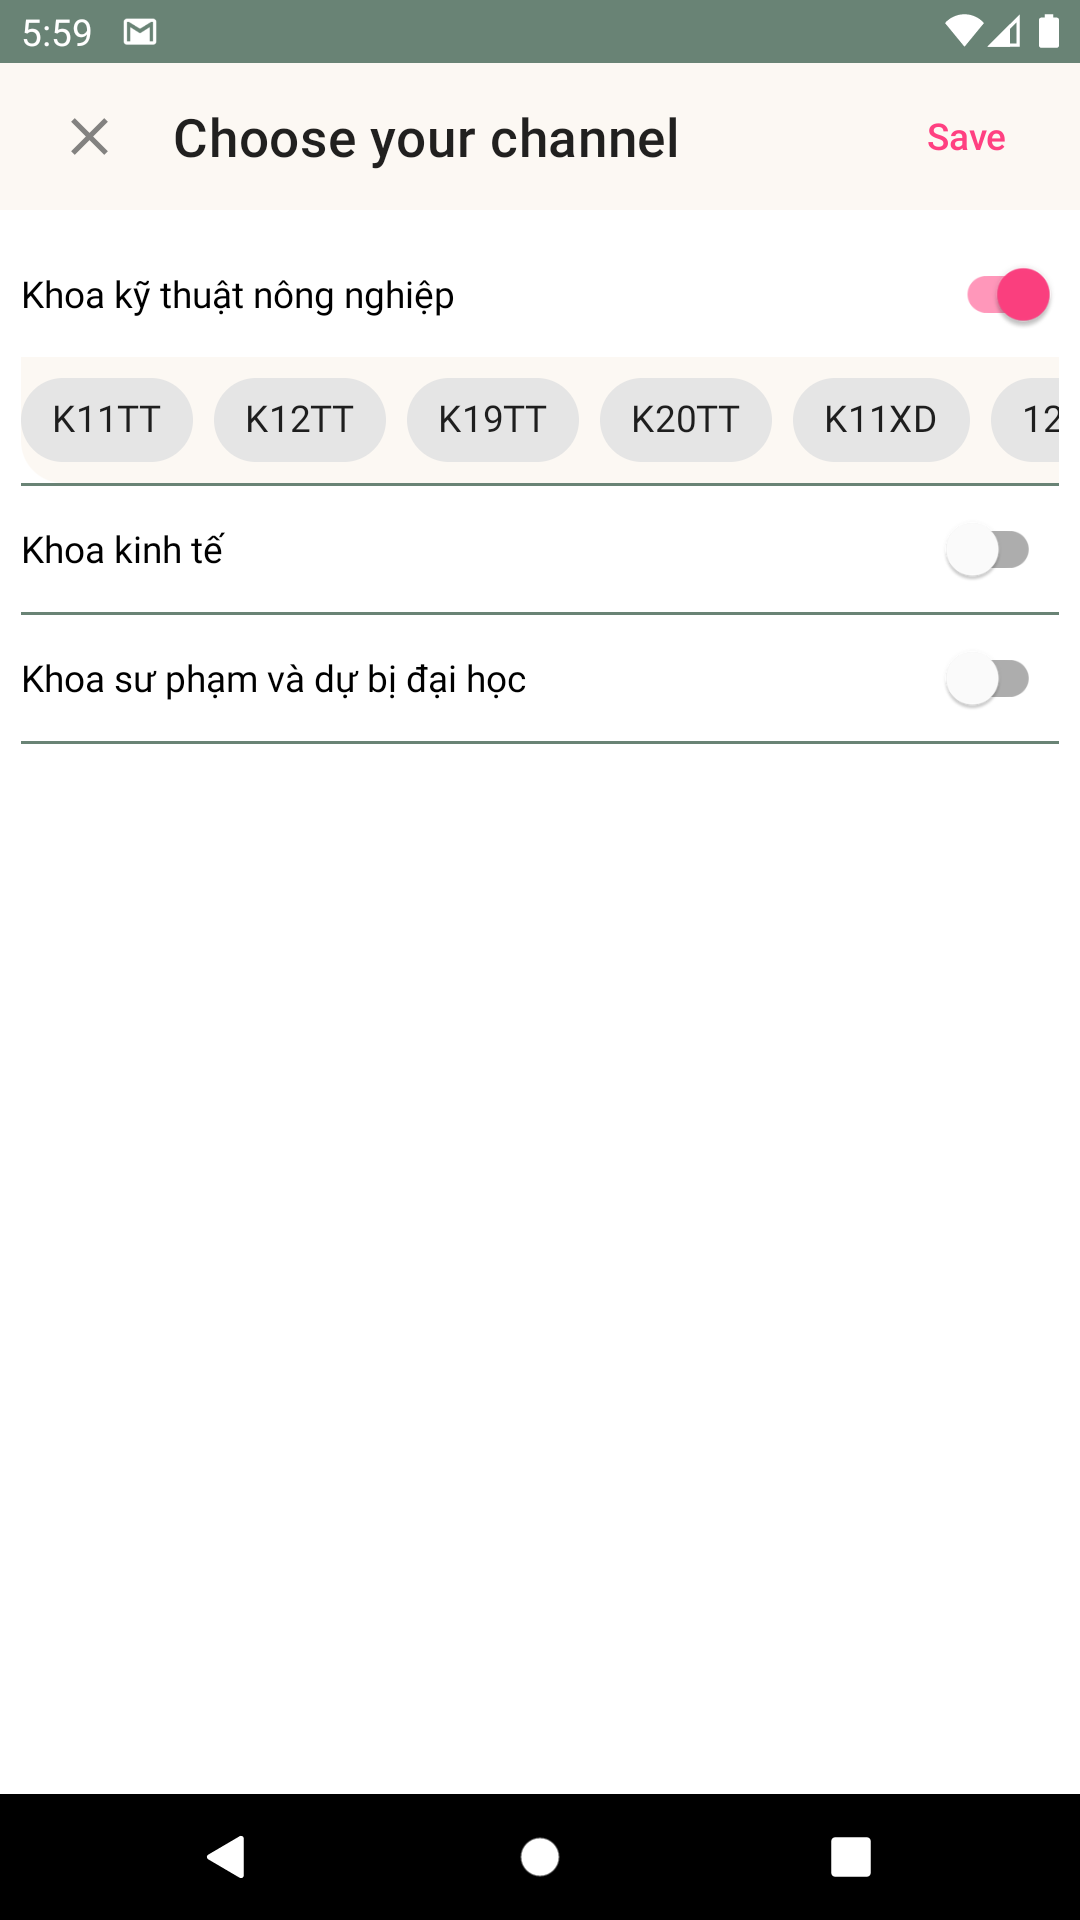 5:59
Choose your channel
Save
Khoa kỹ thuật nông nghiệp
K11TT K12TT K19TT K20TT K11XD 12
Khoa kinh tế
Khoa sư phạm và dự bị đại học